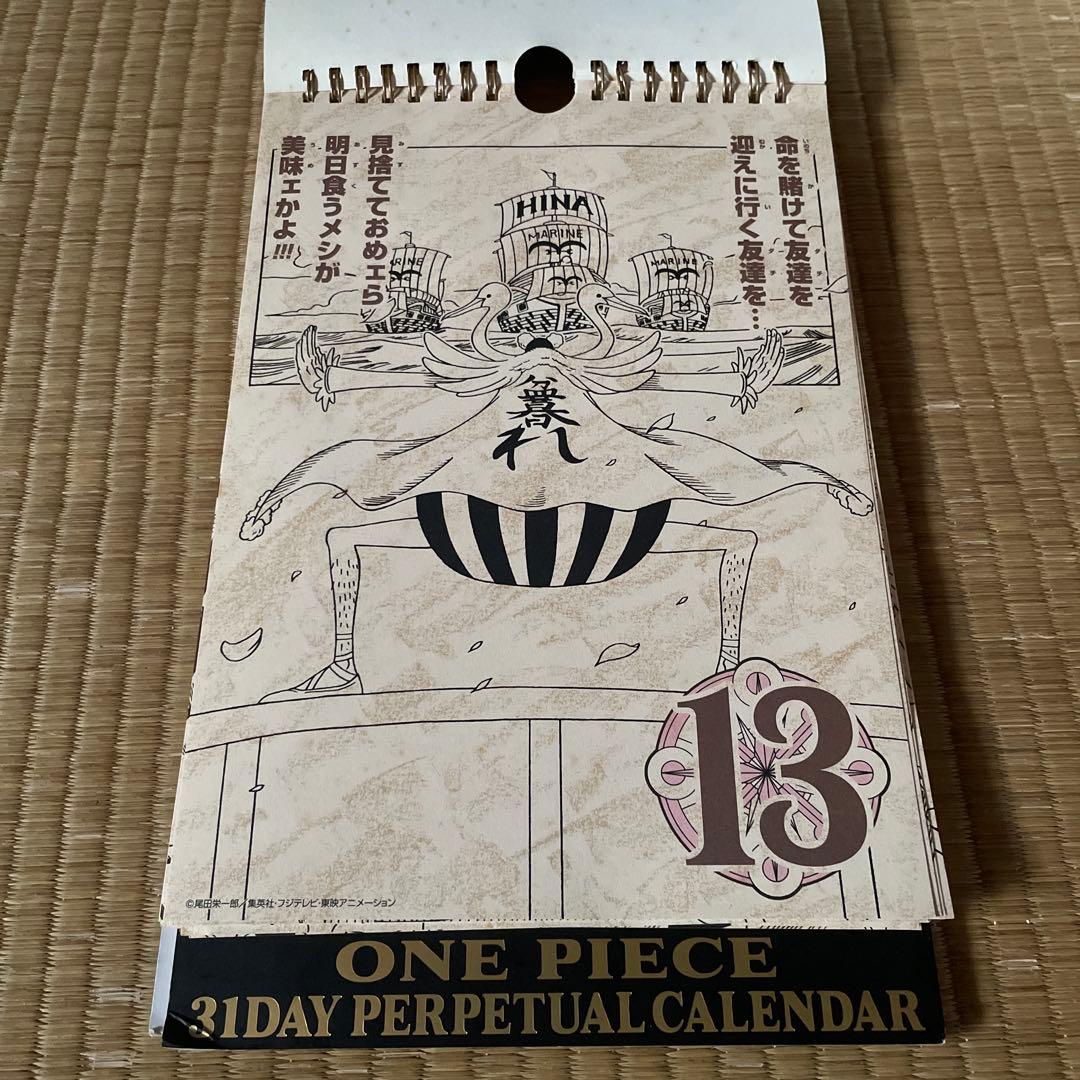 命を賭けて友達を
迎えに行く友達を…
見捨てておめェら
明日食うメシが
美味ェかよ!!!
HINA
MARINE
MARINE
MARINE
盆暮れ
13
©尾田栄一郎/集英社・フジテレビ・東映アニメーション
ONE PIECE
31DAY PERPETUAL CALENDAR